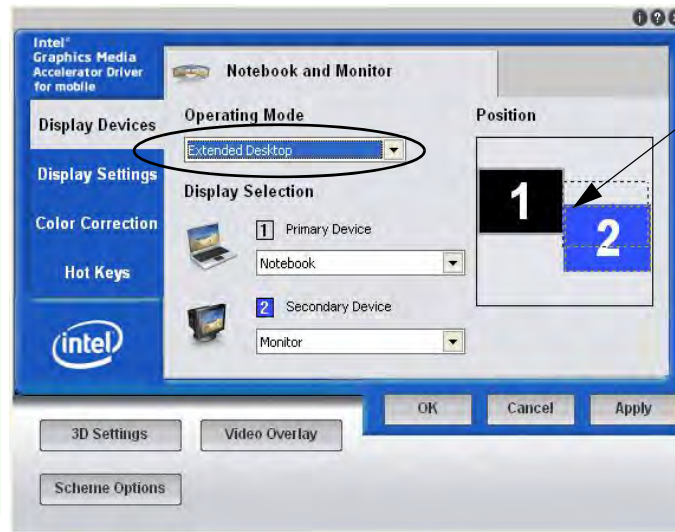 Intel®
Graphics Media
Accelerator Driver
for mobile
Notebook and Monitor
Display Devices
Display Settings
Color Correction
Hot Keys
intel
Operating Mode
Extended Desktop
Display Selection
1 Primary Device
Notebook
2 Secondary Device
Monitor
Position
1
2
OK Cancel Apply
3D Settings Video Overlay
Scheme Options